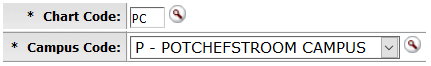 * Chart Code: PC
* Campus Code: P - POTCHEFSTROOM CAMPUS